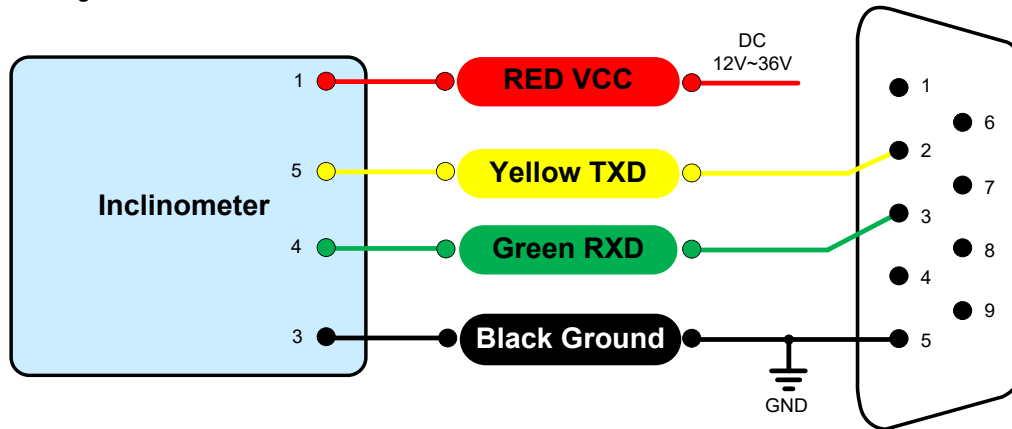 DC
12V~36V
1
RED VCC
1
6
5
Yellow TXD
2
7
Inclinometer
3
4
Green RXD
8
4
9
3
Black Ground
5
GND